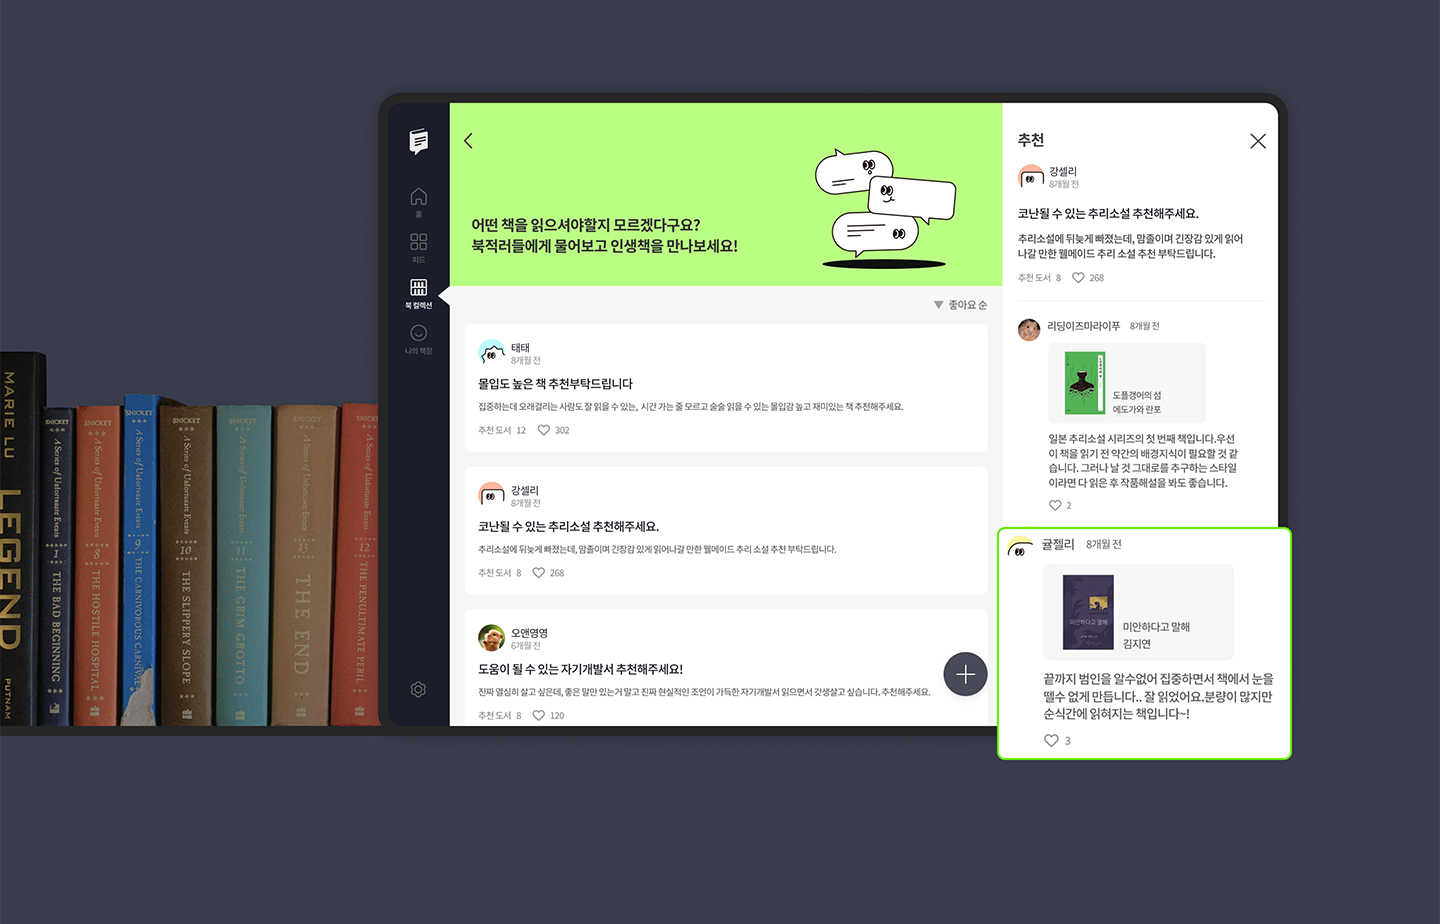 MARIE LU
LEGEND
PUTNAM
SNICKET
A Series of Unfortunate Events
1
THE BAD BEGINNING
SNICKET
A Series of Unfortunate Events
8
THE HOSTILE HOSPITAL
SNICKET
A Series of Unfortunate Events
9
THE CARNIVOROUS CARNIVAL
SNICKET
A Series of Unfortunate Events
10
THE SLIPPERY SLOPE
SNICKET
A Series of Unfortunate Events
11
THE GRIM GROTTO
SNICKET
A Series of Unfortunate Events
13
THE END
SNICKET
A Series of Unfortunate Events
12
THE PENULTIMATE PERIL
홈
피드
북 컬렉션
나의 책장
어떤 책을 읽으셔야할지 모르겠다구요?
북적러들에게 물어보고 인생책을 만나보세요!
▼ 좋아요 순
태태
8개월 전
몰입도 높은 책 추천부탁드립니다
집중하는데 오래걸리는 사람도 잘 읽을 수 있는, 시간 가는 줄 모르고 술술 읽을 수 있는 몰입감 높고 재미있는 책 추천해주세요.
추천 도서 12 302
강셀리
8개월 전
코난될 수 있는 추리소설 추천해주세요.
추리소설에 뒤늦게 빠졌는데, 맘졸이며 긴장감 있게 읽어나갈 만한 웰메이드 추리 소설 추천 부탁드립니다.
추천 도서 8 268
오앤영영
6개월 전
도움이 될 수 있는 자기개발서 추천해주세요!
진짜 열심히 살고 싶은데, 좋은 말만 있는거 말고 진짜 현실적인 조언이 가득한 자기개발서 읽으면서 갓생살고 싶습니다. 추천해주세요.
추천 도서 8 120
추천
강셀리
8개월 전
코난될 수 있는 추리소설 추천해주세요.
추리소설에 뒤늦게 빠졌는데, 맘졸이며 긴장감 있게 읽어
나갈 만한 웰메이드 추리 소설 추천 부탁드립니다.
추천 도서 8 268
리딩이즈마라이푸 8개월 전
도플갱어의 섬
에도가와 란포
일본 추리소설 시리즈의 첫 번째 책입니다.우선
이 책을 읽기 전 약간의 배경지식이 필요할 것 같
습니다. 그러나 날 것 그대로를 추구하는 스타일
이라면 다 읽은 후 작품해설을 봐도 좋습니다.
2
귤젤리 8개월 전
미안하다고 말해
미안하다고 말해
김지연
끝까지 범인을 알수없어 집중하면서 책에서 눈을
뗄수 없게 만듭니다.. 잘 읽었어요.분량이 많지만
순식간에 읽혀지는 책입니다~!
3